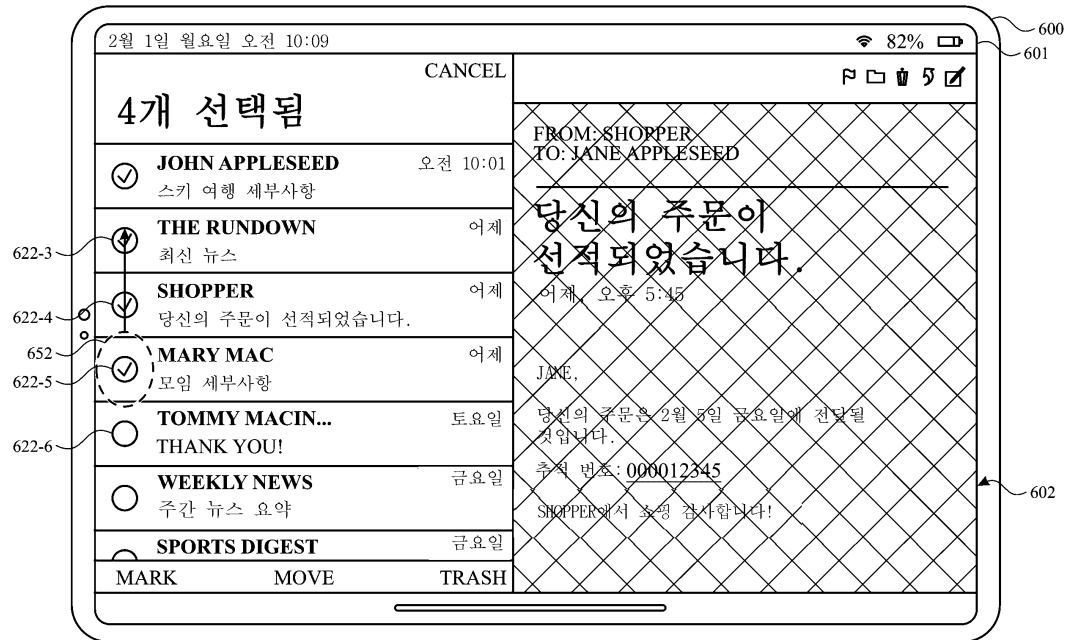 2월 1일 월요일 오전 10:09
82%
600
601
CANCEL
4개 선택됨
JOHN APPLESEED 오전 10:01
스키 여행 세부사항
THE RUNDOWN 어제
최신 뉴스
622-3
SHOPPER 어제
당신의 주문이 선적되었습니다.
622-4
652
MARY MAC 어제
모임 세부사항
622-5
TOMMY MACIN... 토요일
THANK YOU!
622-6
WEEKLY NEWS 금요일
주간 뉴스 요약
SPORTS DIGEST 금요일
MARK MOVE TRASH
FROM: SHOPPER
TO: JANE APPLESEED
당신의 주문이
선적되었습니다.
어제, 오후 5:45
JANE,
당신의 주문은 2월 5일 금요일에 전달될
것입니다.
추적 번호: 000012345
SHOPPER에서 쇼핑 감사합니다!
602